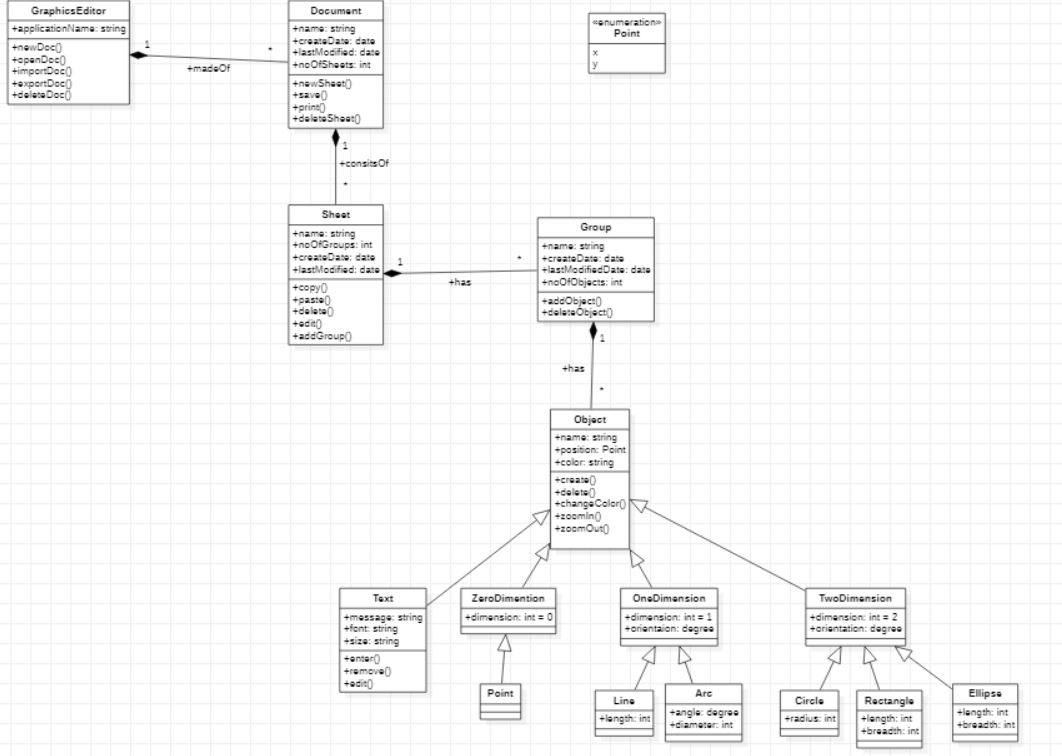 GraphicsEditor
+applicationName: string
+newDoc()
+openDoc()
+importDoc()
+exportDoc()
+deleteDoc()
1
*
+madeOf
Document
+name: string
+createDate: date
+lastModified: date
+noOfSheets: int
+newSheet()
+save()
+print()
+deleteSheet()
«enumeration»
Point
x
y
1
+consitsOf
*
Sheet
+name: string
+noOfGroups: int
+createDate: date
+lastModified: date
+copy()
+paste()
+delete()
+edit()
+addGroup()
1
*
+has
Group
+name: string
+createDate: date
+lastModifiedDate: date
+noOfObjects: int
+addObject()
+deleteObject()
1
+has
*
Object
+name: string
+position: Point
+color: string
+create()
+delete()
+changeColor()
+zoomIn()
+zoomOut()
Text
+message: string
+font: string
+size: string
+enter()
+remove()
+edit()
ZeroDimention
+dimension: int = 0
OneDimension
+dimension: int = 1
+orientaion: degree
TwoDimension
+dimension: int = 2
+orientation: degree
Point
Line
+length: int
Arc
+angle: degree
+diameter: int
Circle
+radius: int
Rectangle
+length: int
+breadth: int
Ellipse
+length: int
+breadth: int